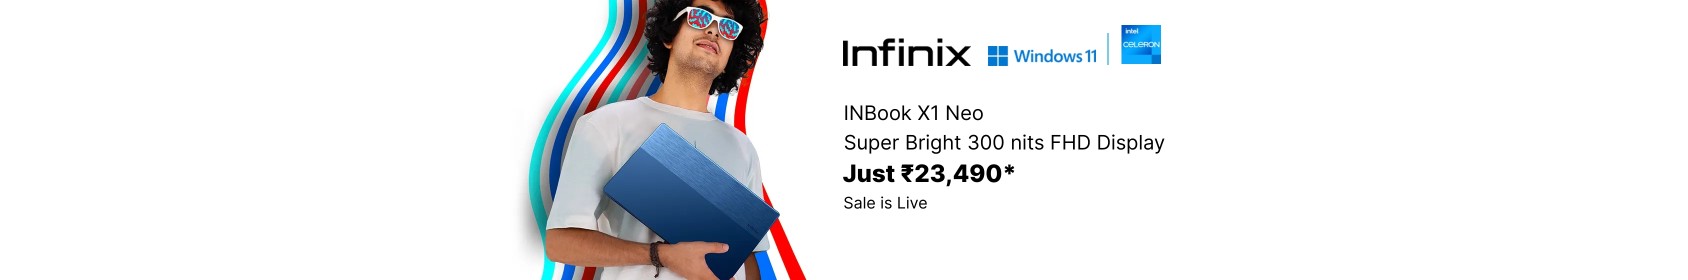 Infinix Windows 11 intel CELERON
INBook X1 Neo
Super Bright 300 nits FHD Display
Just ₹23,490*
Sale is Live